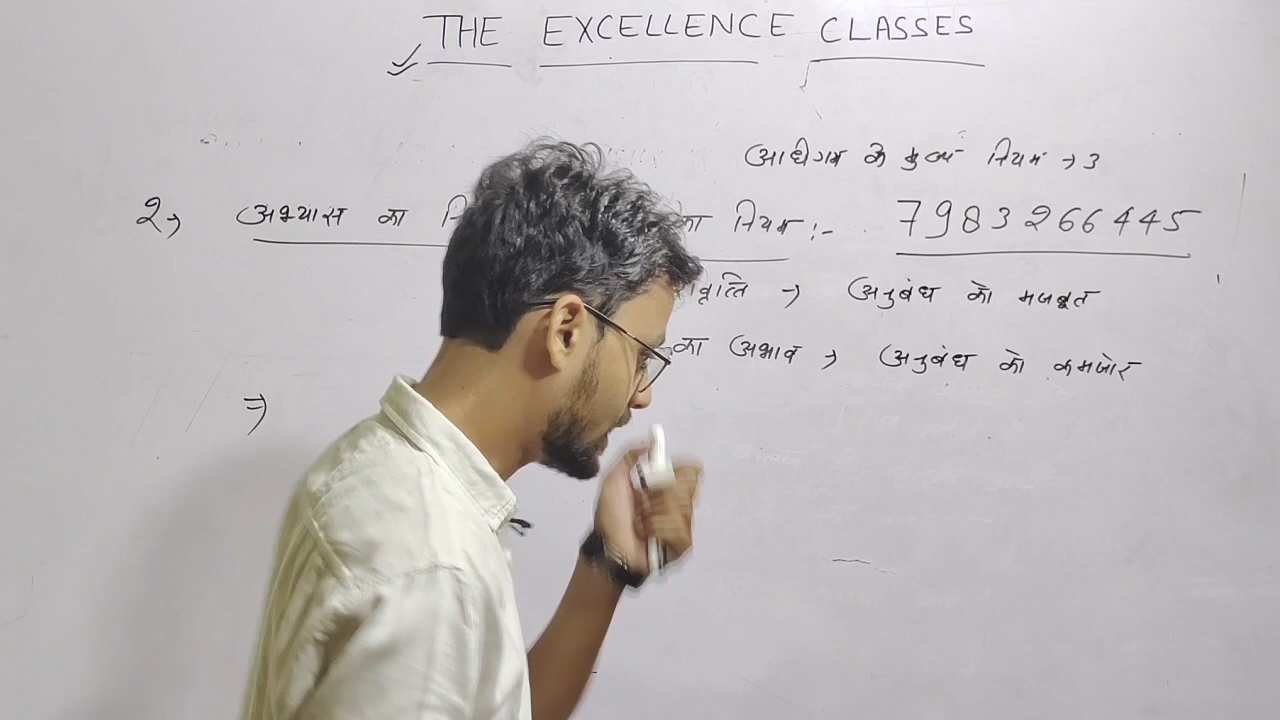 THE EXCELLENCE CLASSES
अधिगम के मुख्य नियम → 3
2→ अभ्यास का नि का नियम :- 7983266445
वृत्ति → अनुबंध को मजबूत
का अभाव → अनुबंध को कमजोर
⇒